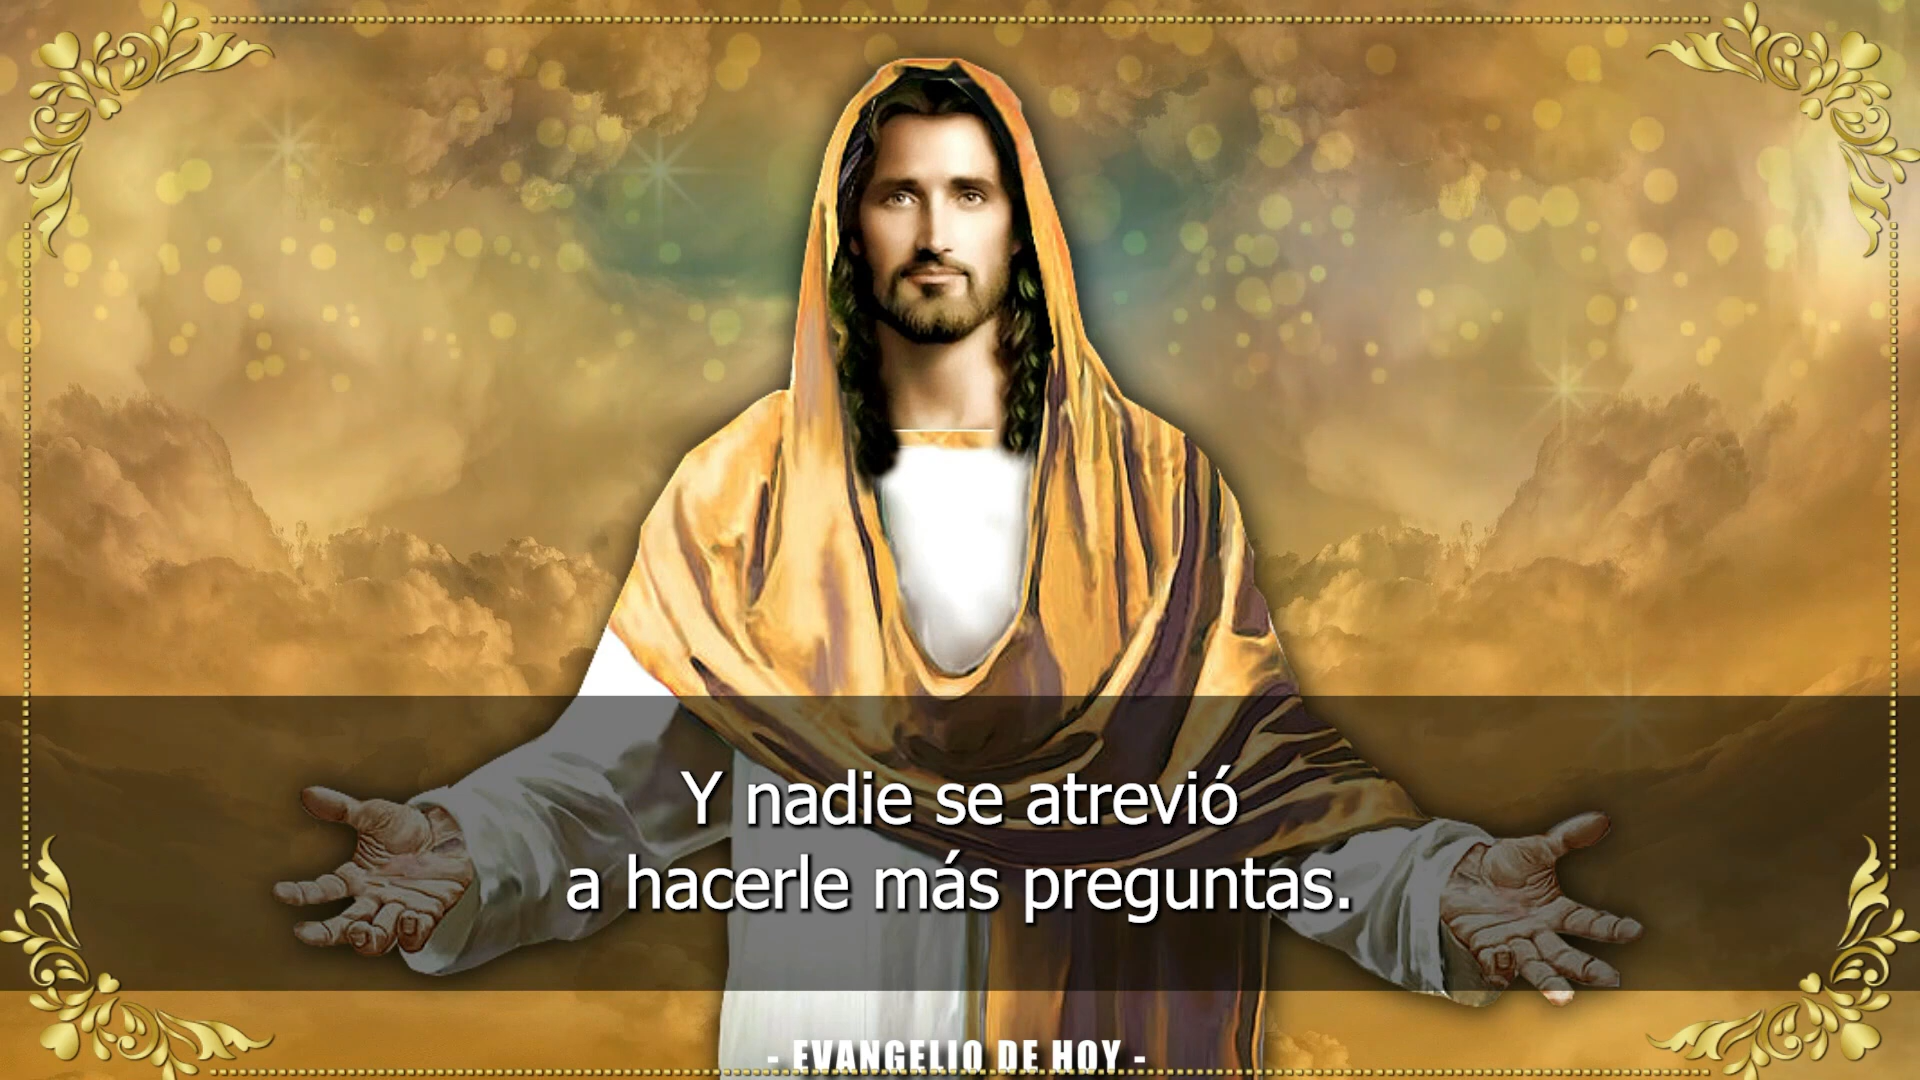 Y nadie se atrevió
a hacerle más preguntas.
- EVANGELIO DE HOY -